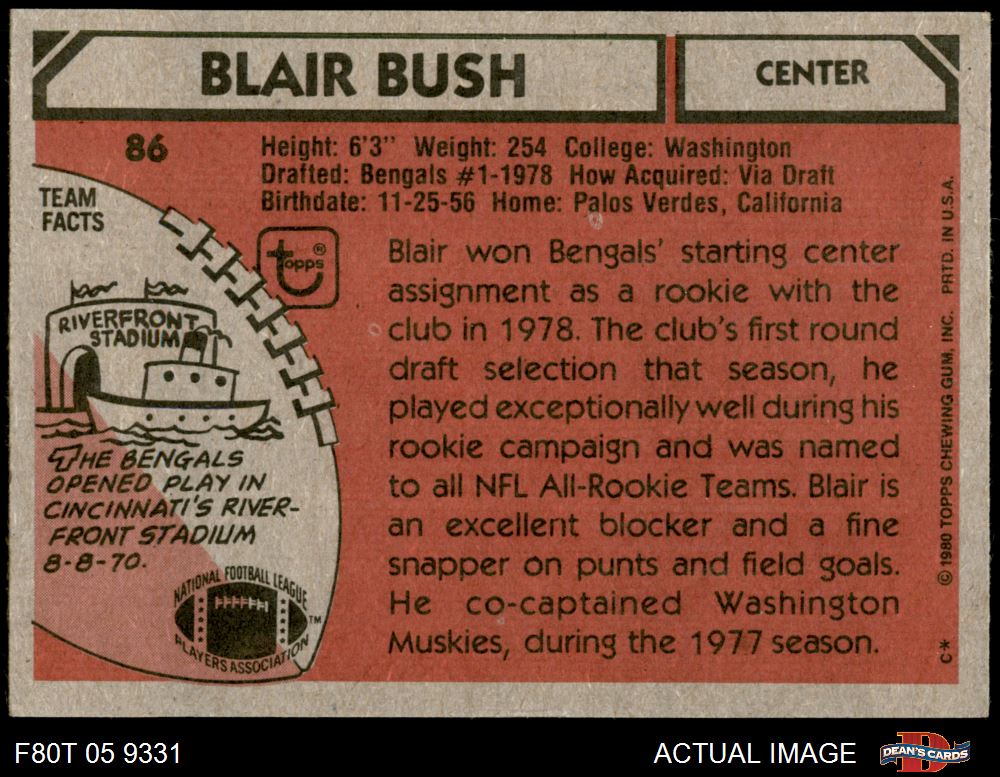 BLAIR BUSH
CENTER
86
Height: 6'3" Weight: 254 College: Washington
Drafted: Bengals #1-1978 How Acquired: Via Draft
Birthdate: 11-25-56 Home: Palos Verdes, California
TEAM
FACTS
topps®
RIVERFRONT
STADIUM
THE BENGALS
OPENED PLAY IN
CINCINNATI'S RIVER-
FRONT STADIUM
8-8-70.
NATIONAL FOOTBALL LEAGUE
PLAYERS ASSOCIATION
TM
Blair won Bengals' starting center
assignment as a rookie with the
club in 1978. The club's first round
draft selection that season, he
played exceptionally well during his
rookie campaign and was named
to all NFL All-Rookie Teams. Blair is
an excellent blocker and a fine
snapper on punts and field goals.
He co-captained Washington
Muskies, during the 1977 season.
C* © 1980 TOPPS CHEWING GUM, INC. PRTD. IN U.S.A.
F80T 05 9331
ACTUAL IMAGE
DEAN'S CARDS